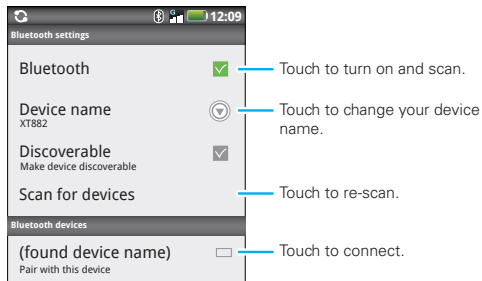 G 12:09
Bluetooth settings
Bluetooth
Touch to turn on and scan.
Device name
XT882
Touch to change your device
name.
Discoverable
Make device discoverable
Scan for devices
Touch to re-scan.
Bluetooth devices
(found device name)
Pair with this device
Touch to connect.